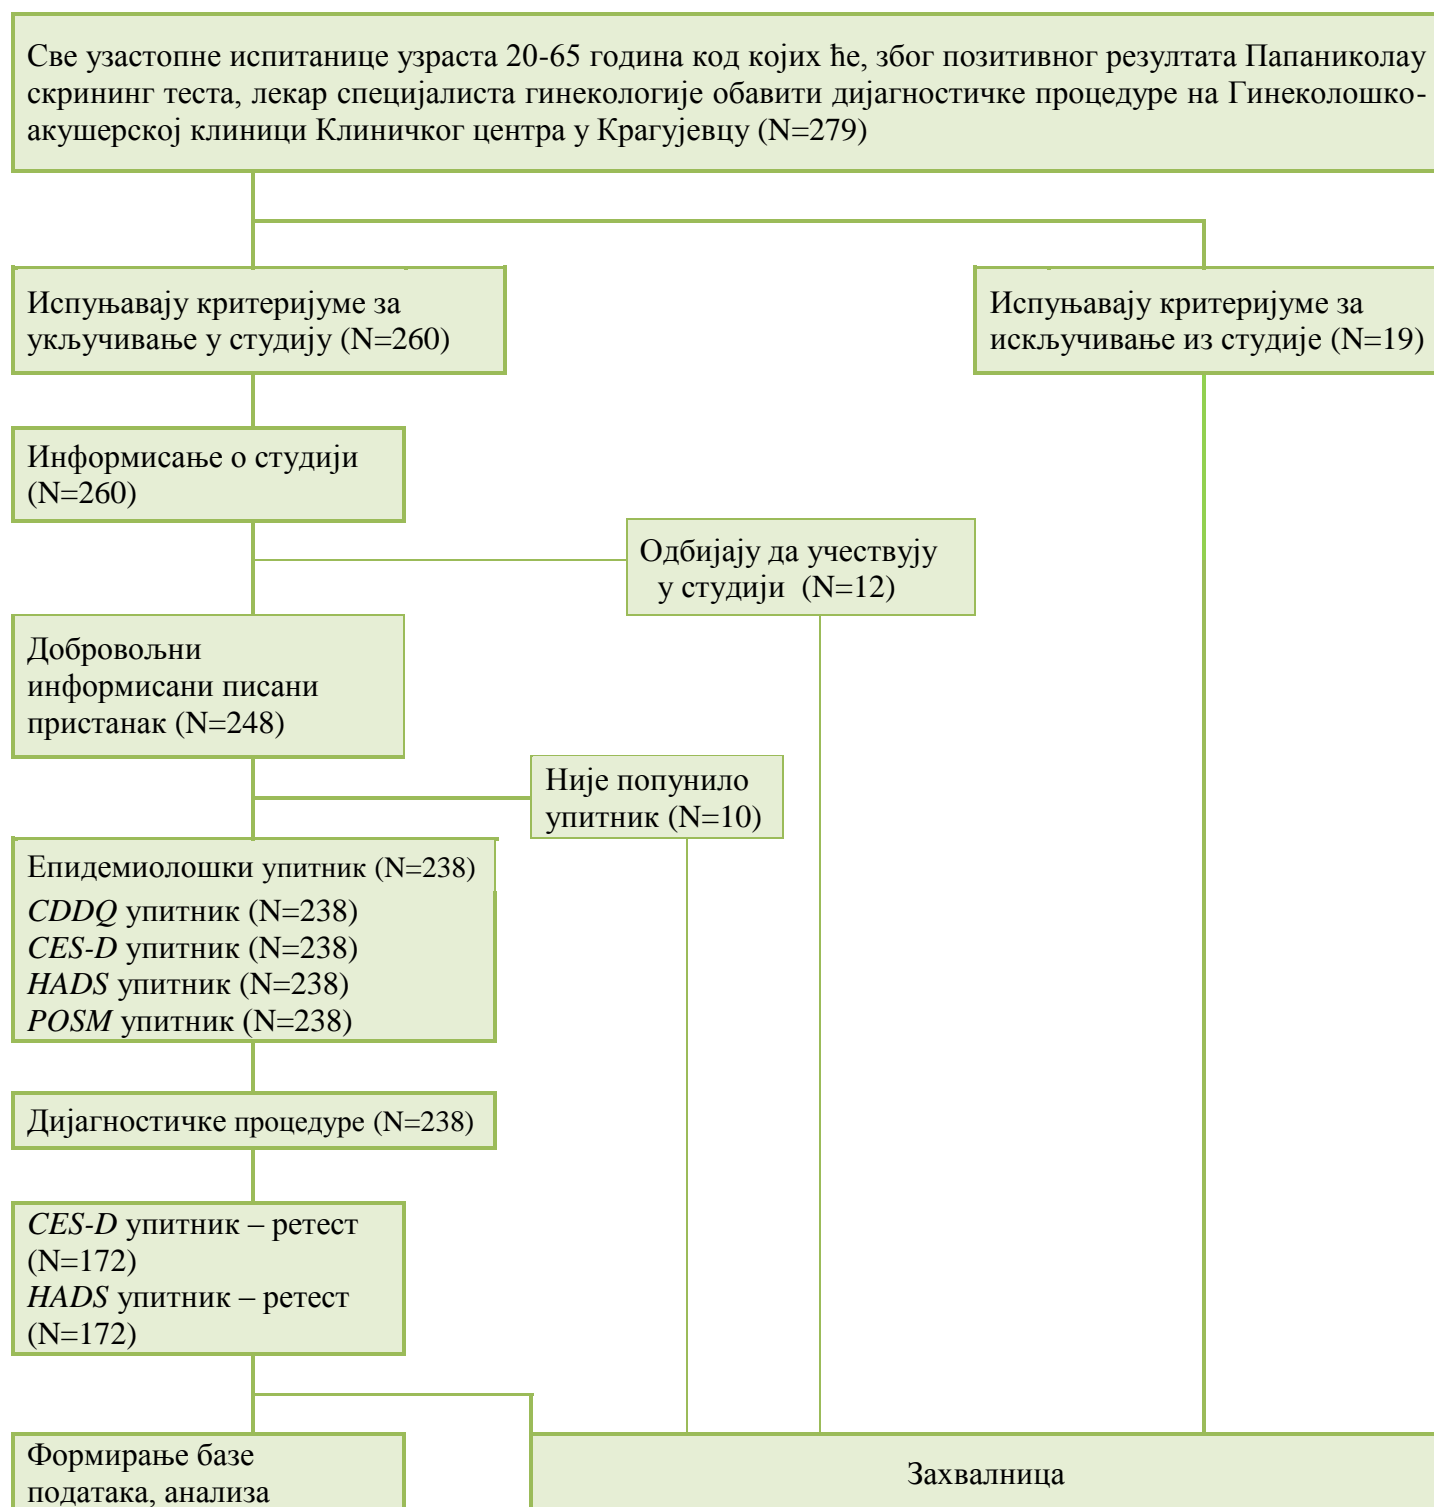 Све узастопне испитанице узраста 20-65 година код којих ће, због позитивног резултата Папаниколау
скрининг теста, лекар специјалиста гинекологије обавити дијагностичке процедуре на Гинеколошко-
акушерској клиници Клиничког центра у Крагујевцу (N=279)
Испуњавају критеријуме за
укључивање у студију (N=260)
Испуњавају критеријуме за
искључивање из студије (N=19)
Информисање о студији
(N=260)
Одбијају да учествују
у студији (N=12)
Добровољни
информисани писани
пристанак (N=248)
Није попунило
упитник (N=10)
Епидемиолошки упитник (N=238)
CDDQ упитник (N=238)
CES-D упитник (N=238)
HADS упитник (N=238)
POSM упитник (N=238)
Дијагностичке процедуре (N=238)
CES-D упитник – ретест
(N=172)
HADS упитник – ретест
(N=172)
Формирање базе
података, анализа
Захвалница